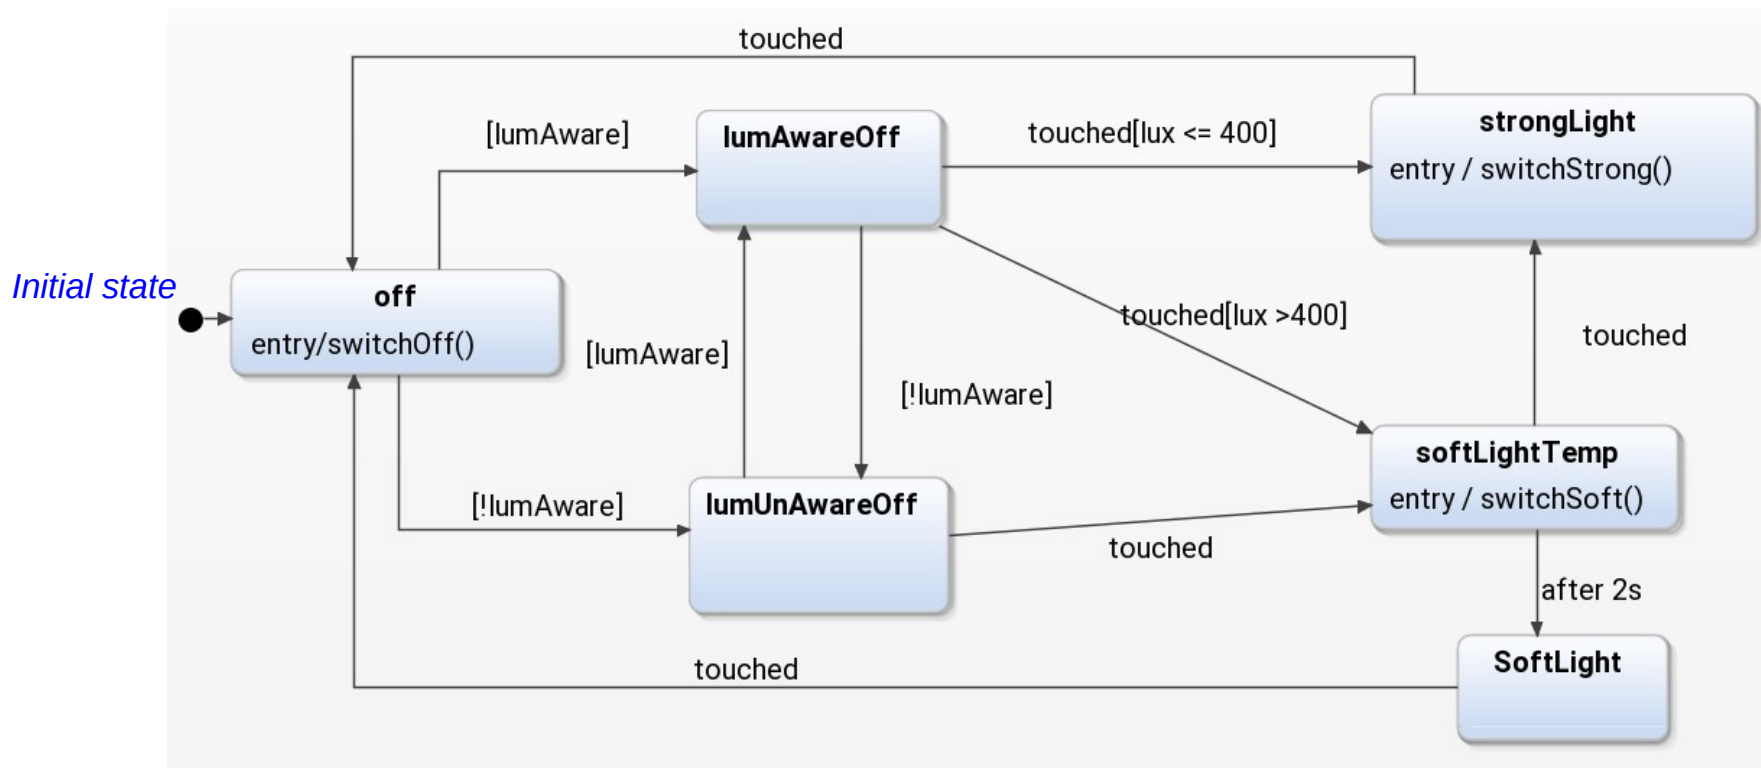 touched
[lumAware]
lumAwareOff
touched[lux <= 400]
strongLight
entry / switchStrong()
Initial state
off
entry/switchOff()
[lumAware]
touched[lux >400]
touched
[!lumAware]
softLightTemp
entry / switchSoft()
[!lumAware]
lumUnAwareOff
touched
after 2s
touched
SoftLight